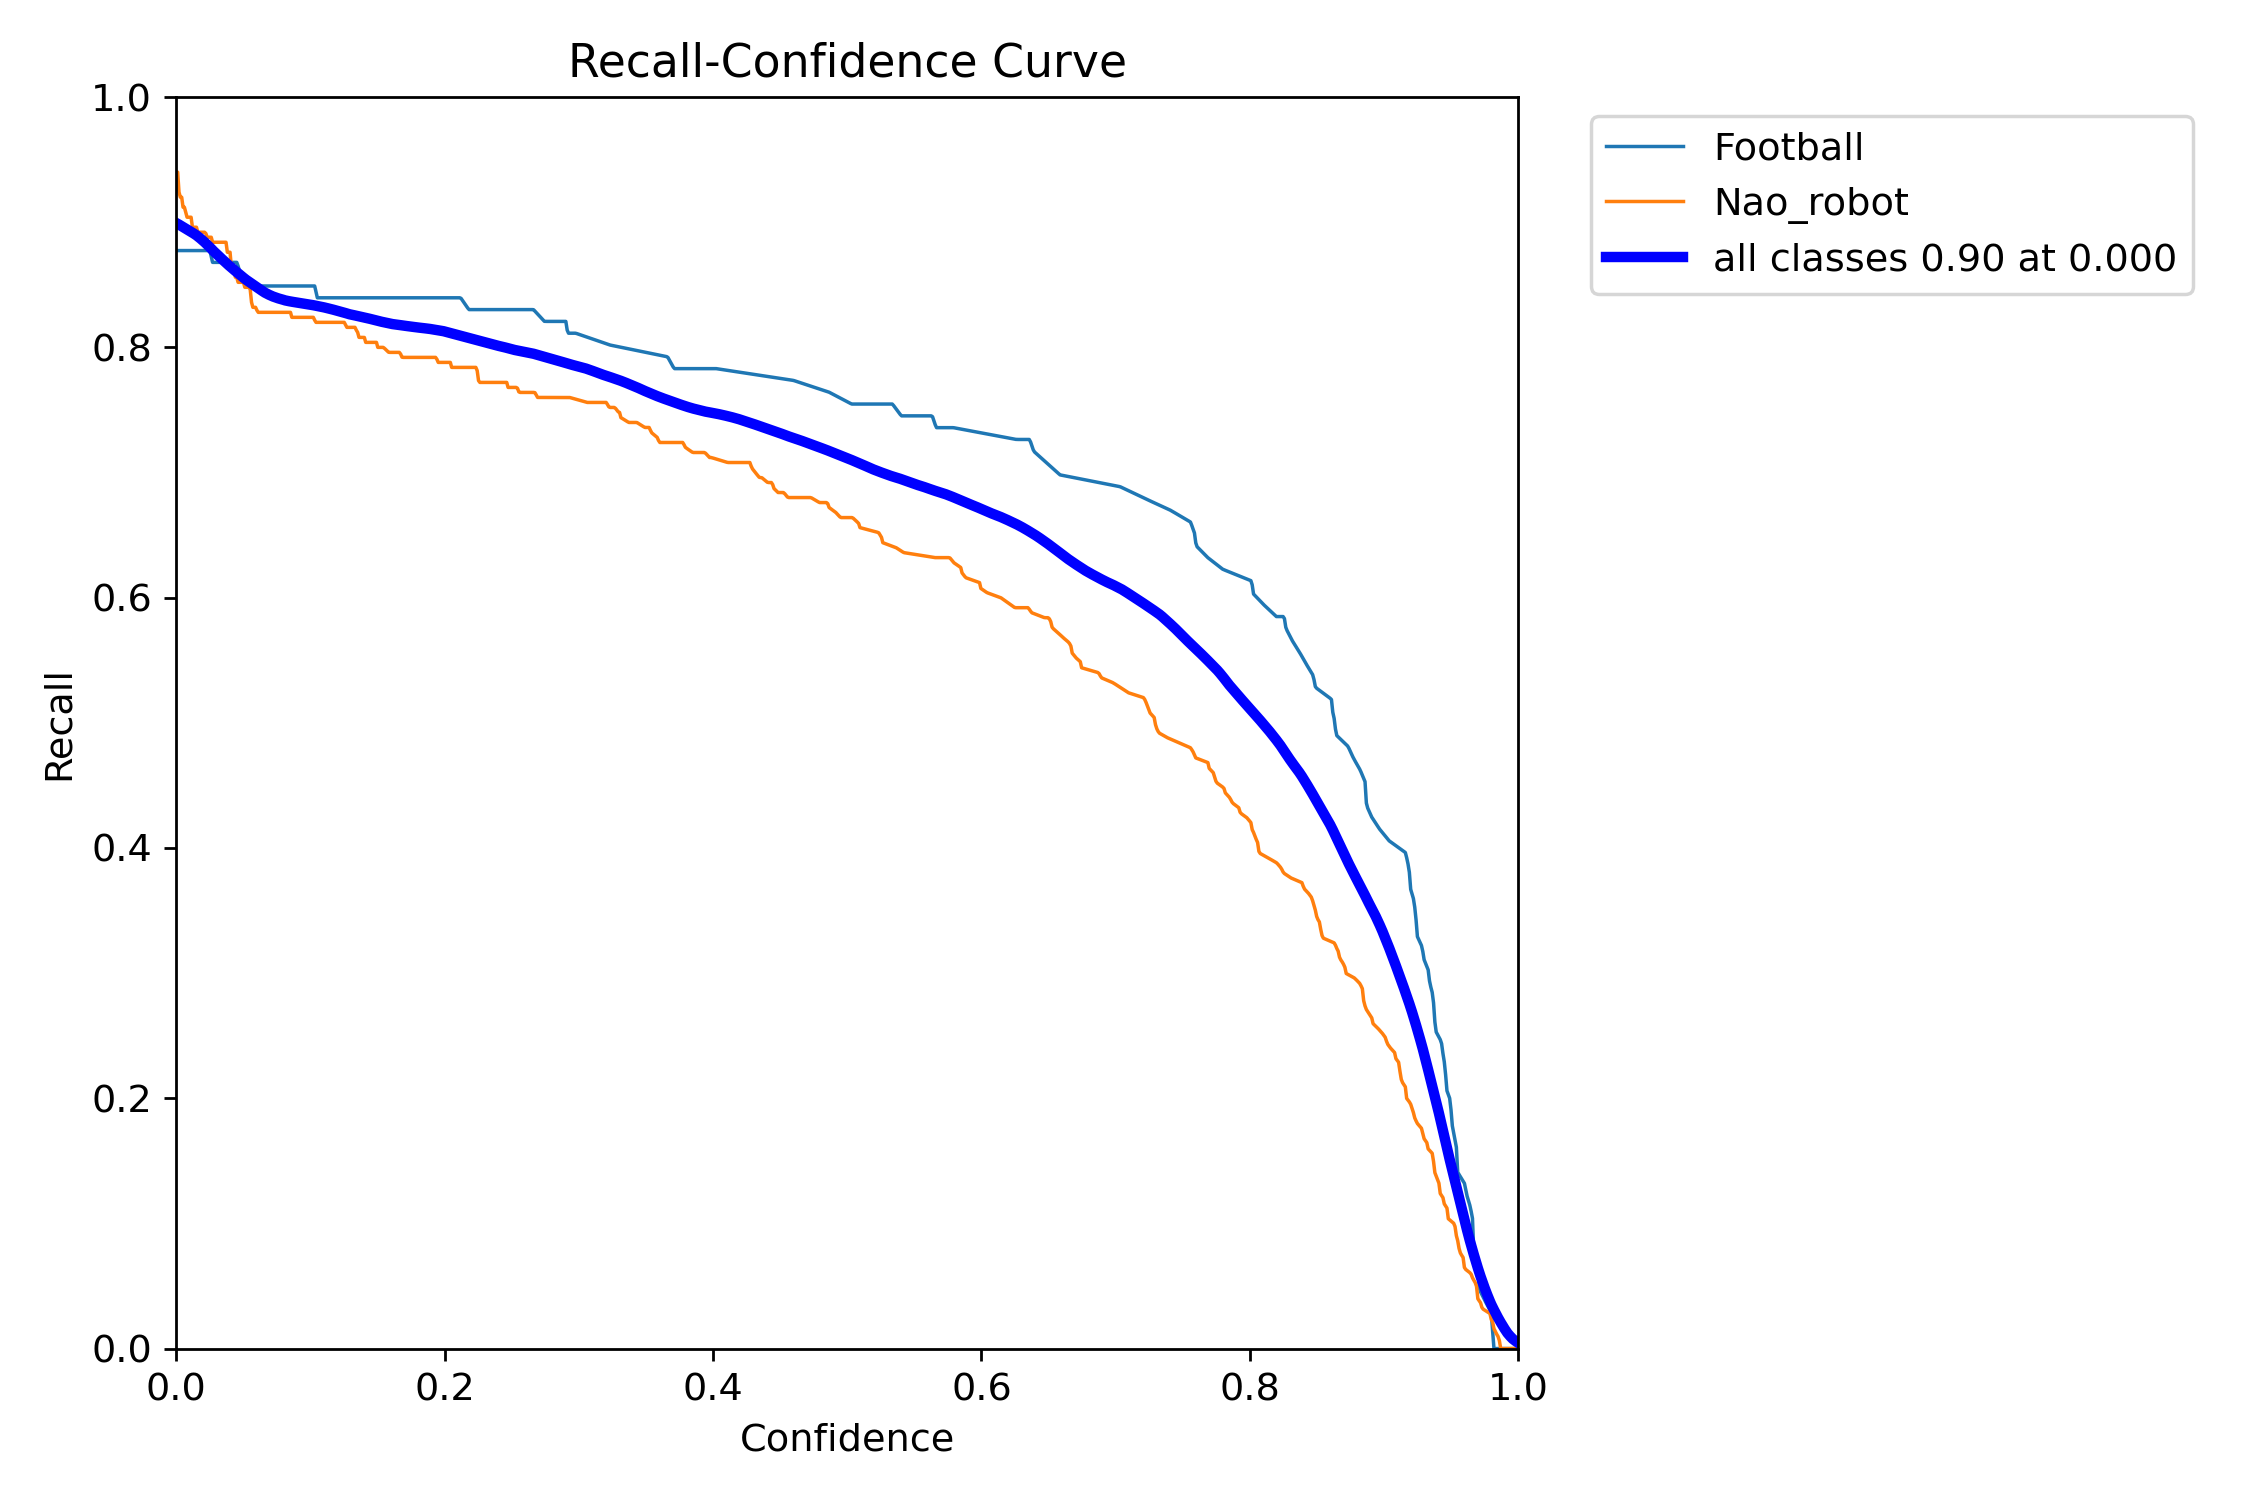 Recall-Confidence Curve
1.0
0.8
0.6
0.4
0.2
0.0
Recall
0.0 0.2 0.4 0.6 0.8 1.0
Confidence
Football
Nao_robot
all classes 0.90 at 0.000